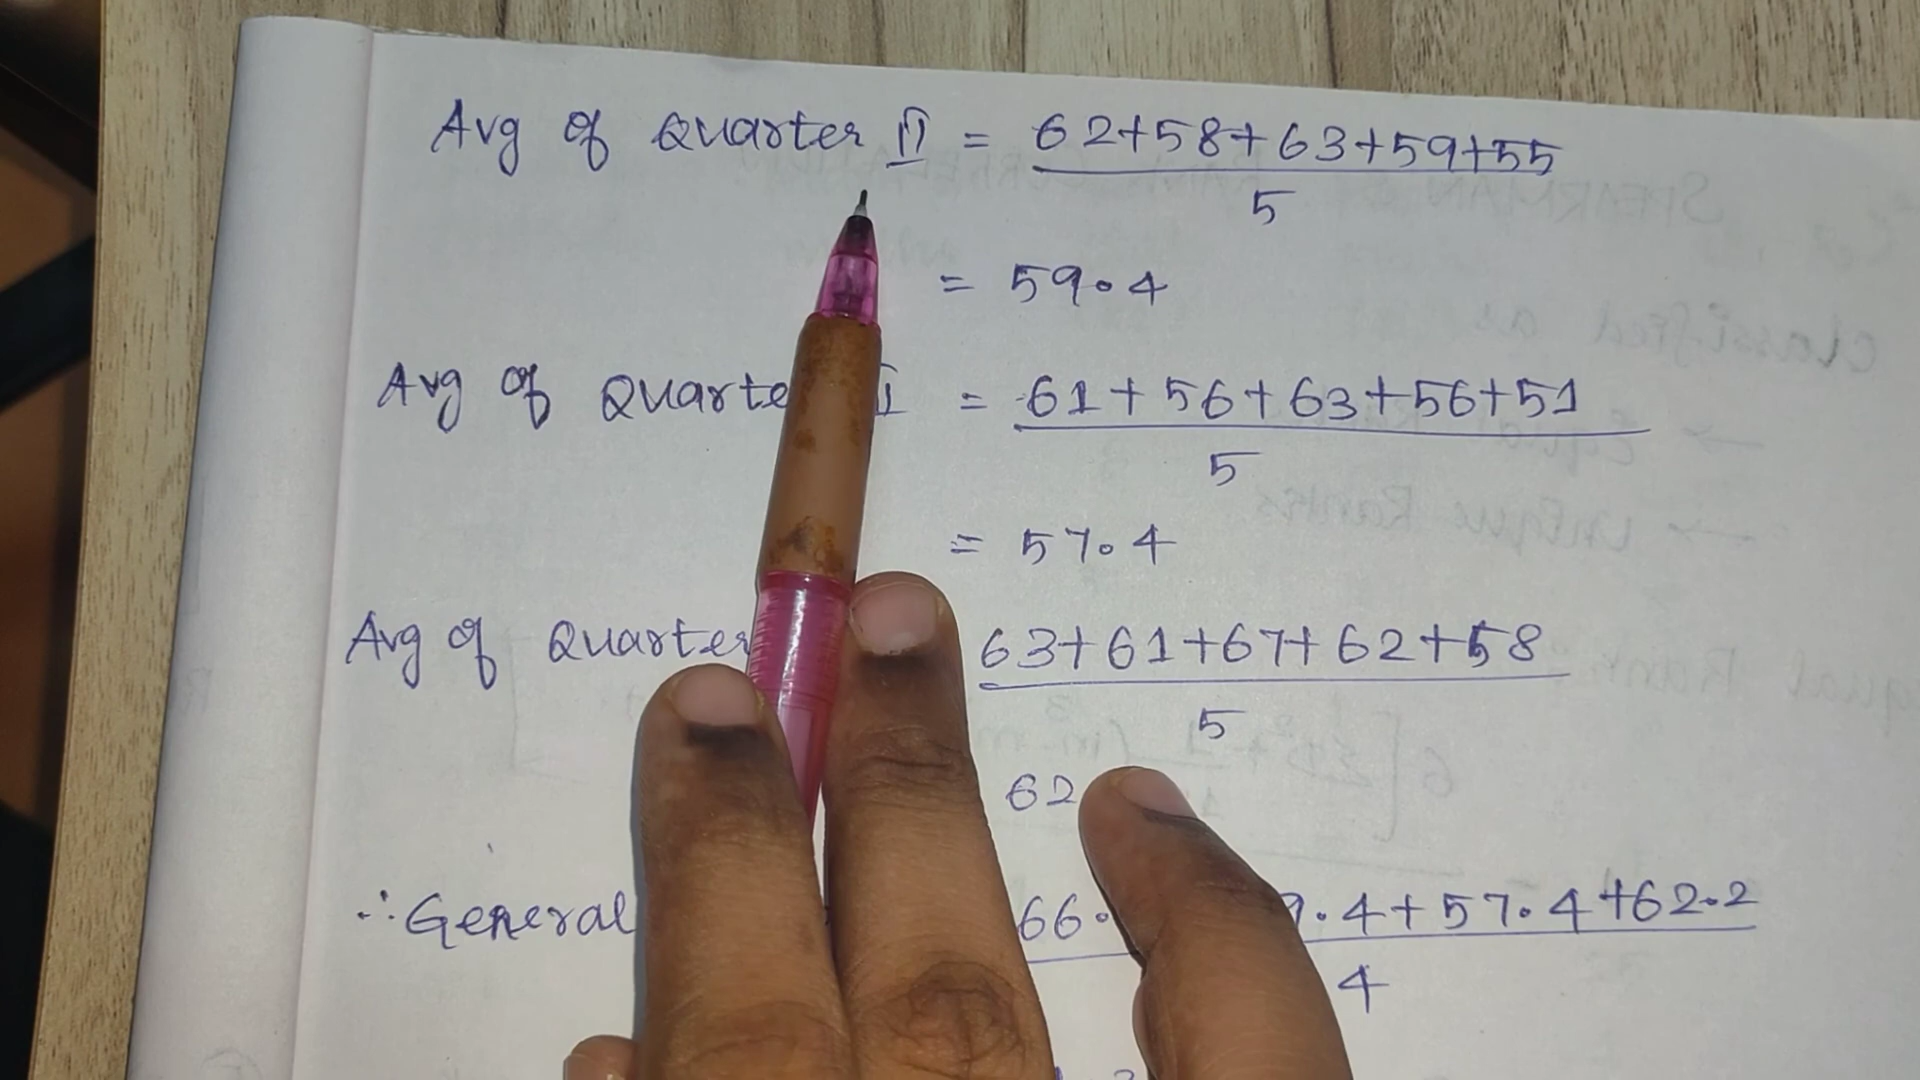 Avg of Quarter II = 62+58+63+59+55
5
= 59.4
Avg of Quarte I = 61+56+63+56+51
5
= 57.4
Avg of Quarter 63+61+67+62+58
5
62
∴ General 66. 9.4+57.4+62.2
4